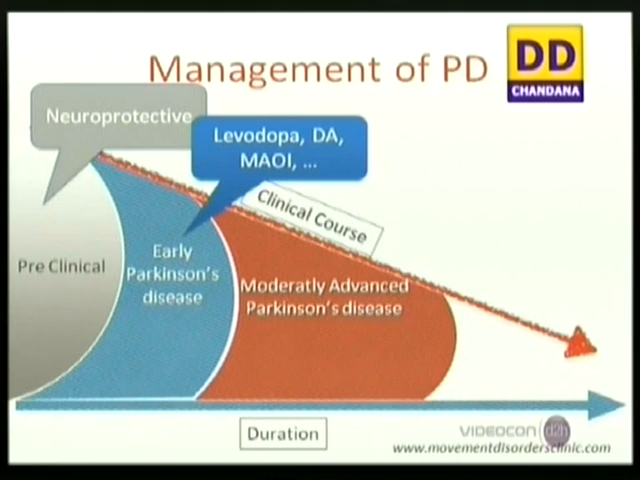 Management of PD
DD
CHANDANA
Neuroprotective
Levodopa, DA,
MAOI, ...
Clinical Course
Pre Clinical
Early
Parkinson's
disease
Moderatly Advanced
Parkinson's disease
Duration
VIDEOCON d2h
www.movementdisordersclinic.com